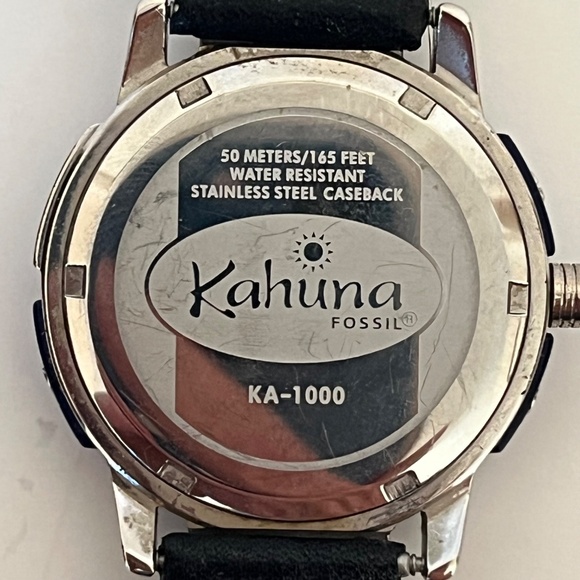 50 METERS/165 FEET
WATER RESISTANT
STAINLESS STEEL CASEBACK
Kahuna
FOSSIL®
KA-1000